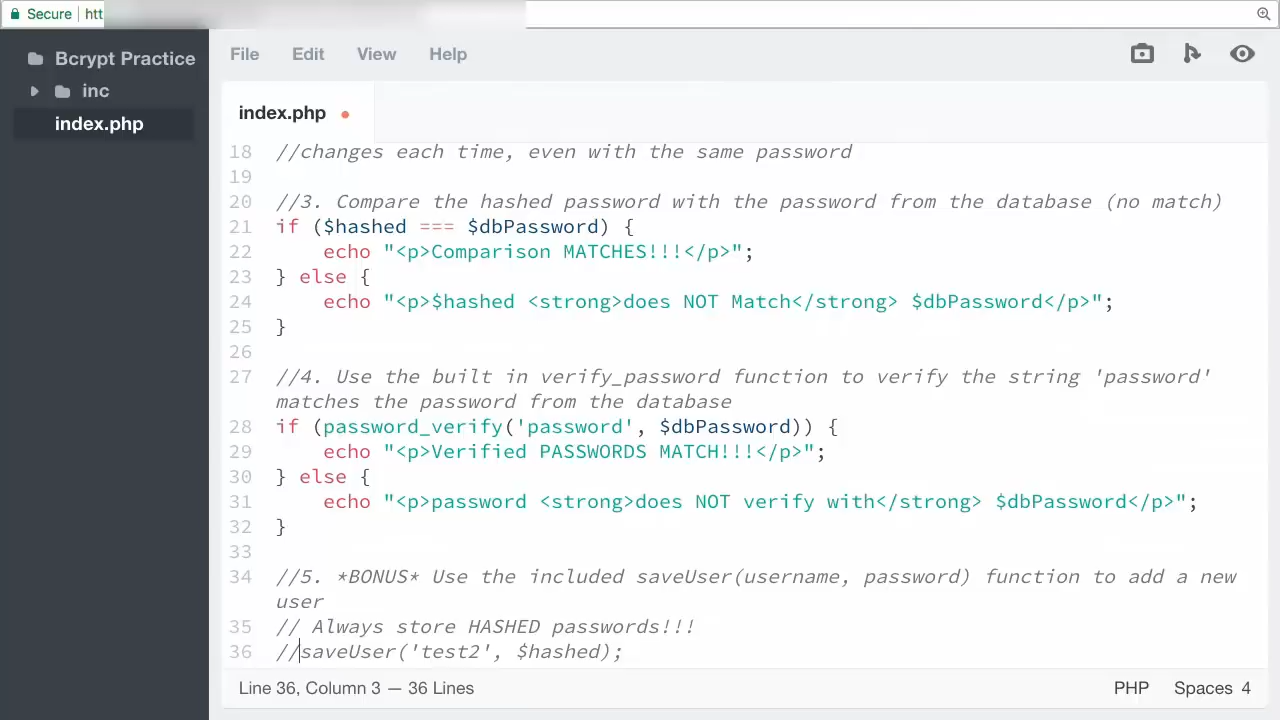 Secure | htt
Bcrypt Practice
inc
index.php
File Edit View Help
index.php
18 //changes each time, even with the same password
19
20 //3. Compare the hashed password with the password from the database (no match)
21 if ($hashed === $dbPassword) {
22 echo "<p>Comparison MATCHES!!!</p>";
23 } else {
24 echo "<p>$hashed <strong>does NOT Match</strong> $dbPassword</p>";
25 }
26
27 //4. Use the built in verify_password function to verify the string 'password'
matches the password from the database
28 if (password_verify('password', $dbPassword)) {
29 echo "<p>Verified PASSWORDS MATCH!!!</p>";
30 } else {
31 echo "<p>password <strong>does NOT verify with</strong> $dbPassword</p>";
32 }
33
34 //5. *BONUS* Use the included saveUser(username, password) function to add a new
user
35 // Always store HASHED passwords!!!
36 //saveUser('test2', $hashed);
Line 36, Column 3 — 36 Lines
PHP Spaces 4